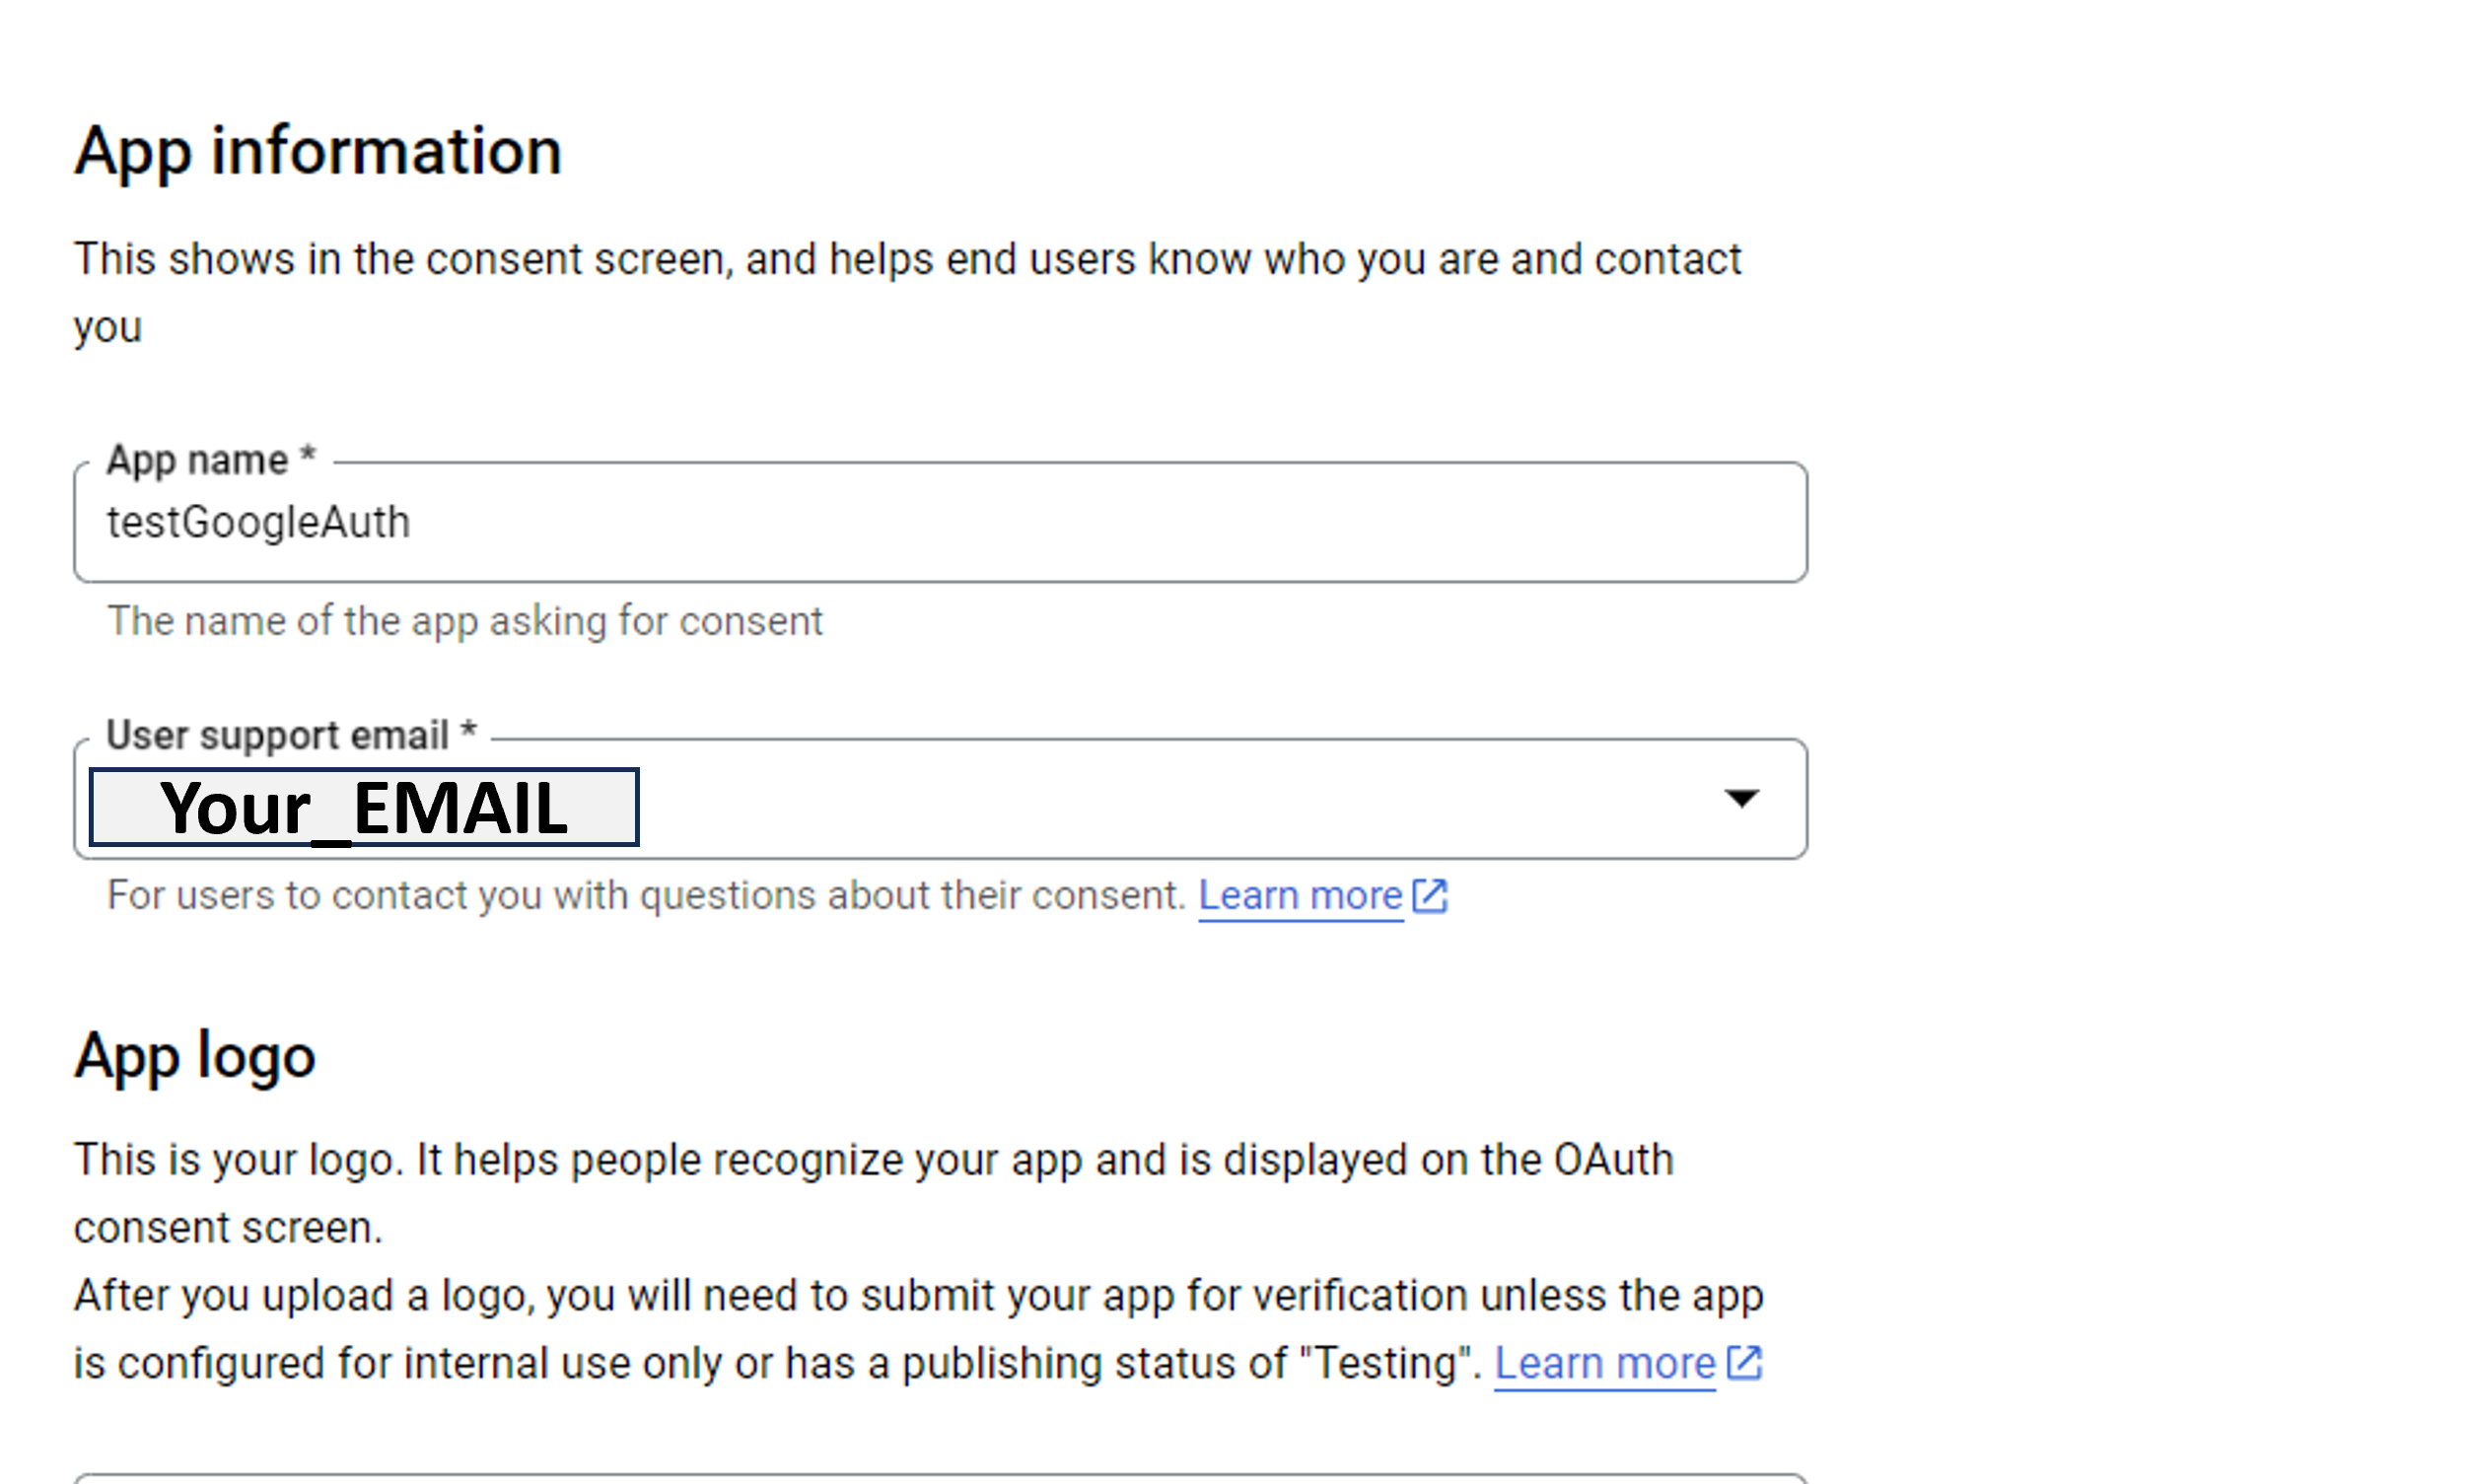 App information
This shows in the consent screen, and helps end users know who you are and contact
you
App name *
testGoogleAuth
The name of the app asking for consent
User support email *
Your_EMAIL
For users to contact you with questions about their consent. Learn more
App logo
This is your logo. It helps people recognize your app and is displayed on the OAuth
consent screen.
After you upload a logo, you will need to submit your app for verification unless the app
is configured for internal use only or has a publishing status of "Testing". Learn more